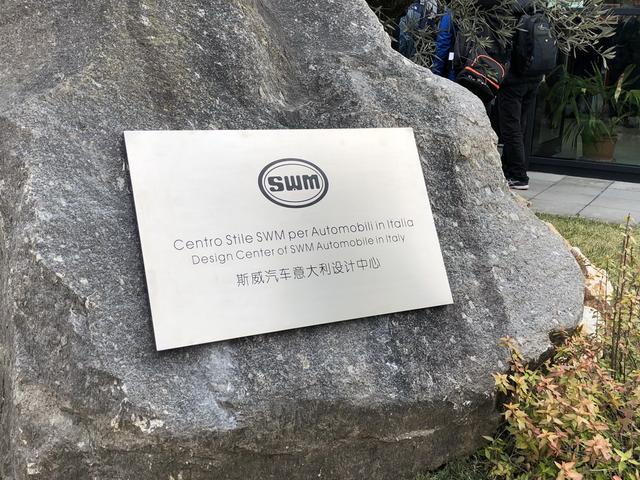 SWM
Centro Stile SWM per Automobili in Italia
Design Center of SWM Automobile in Italy
斯威汽车意大利设计中心